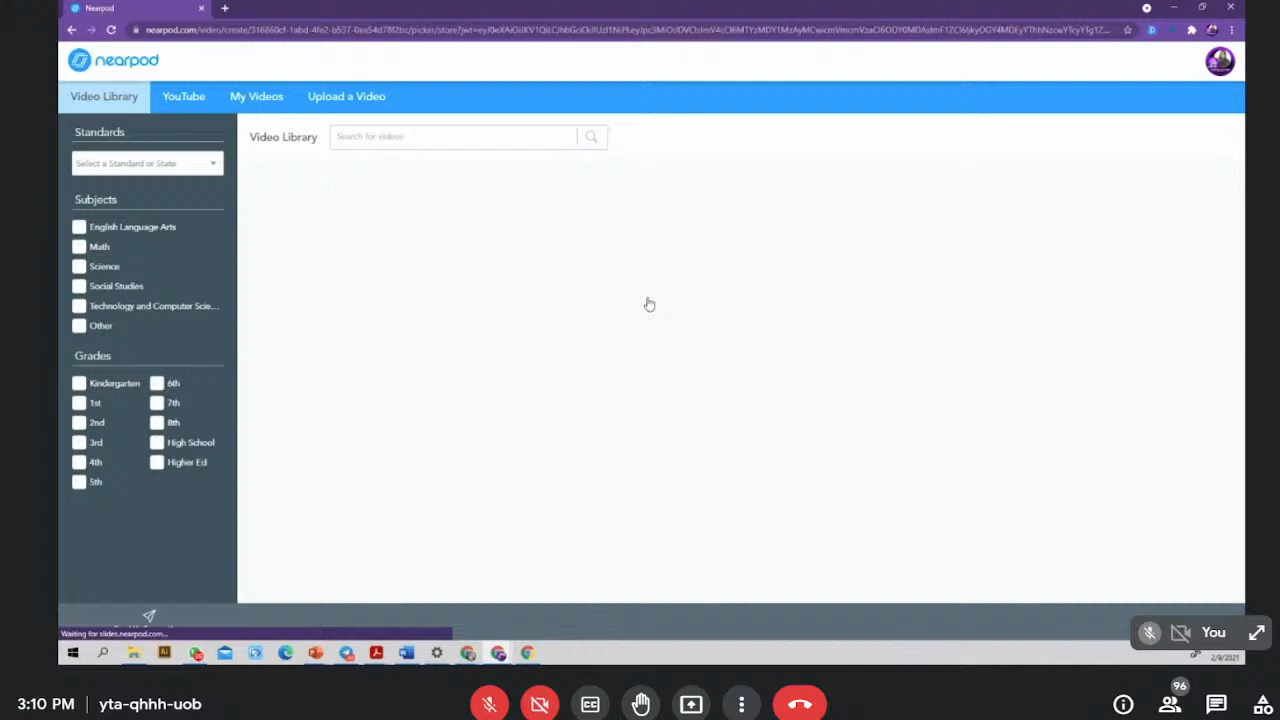 Nearpod
nearpod
Video Library
YouTube
My Videos
Upload a Video
Standards
Select a Standard or State
Subjects
English Language Arts
Math
Science
Social Studies
Technology and Computer Scie...
Other
Grades
Kindergarten
6th
1st
7th
2nd
8th
3rd
High School
4th
Higher Ed
5th
Video Library
Search for videos
Waiting for slides.nearpod.com...
You
2/9/2021
3:10 PM | yta-qhhh-uob
96